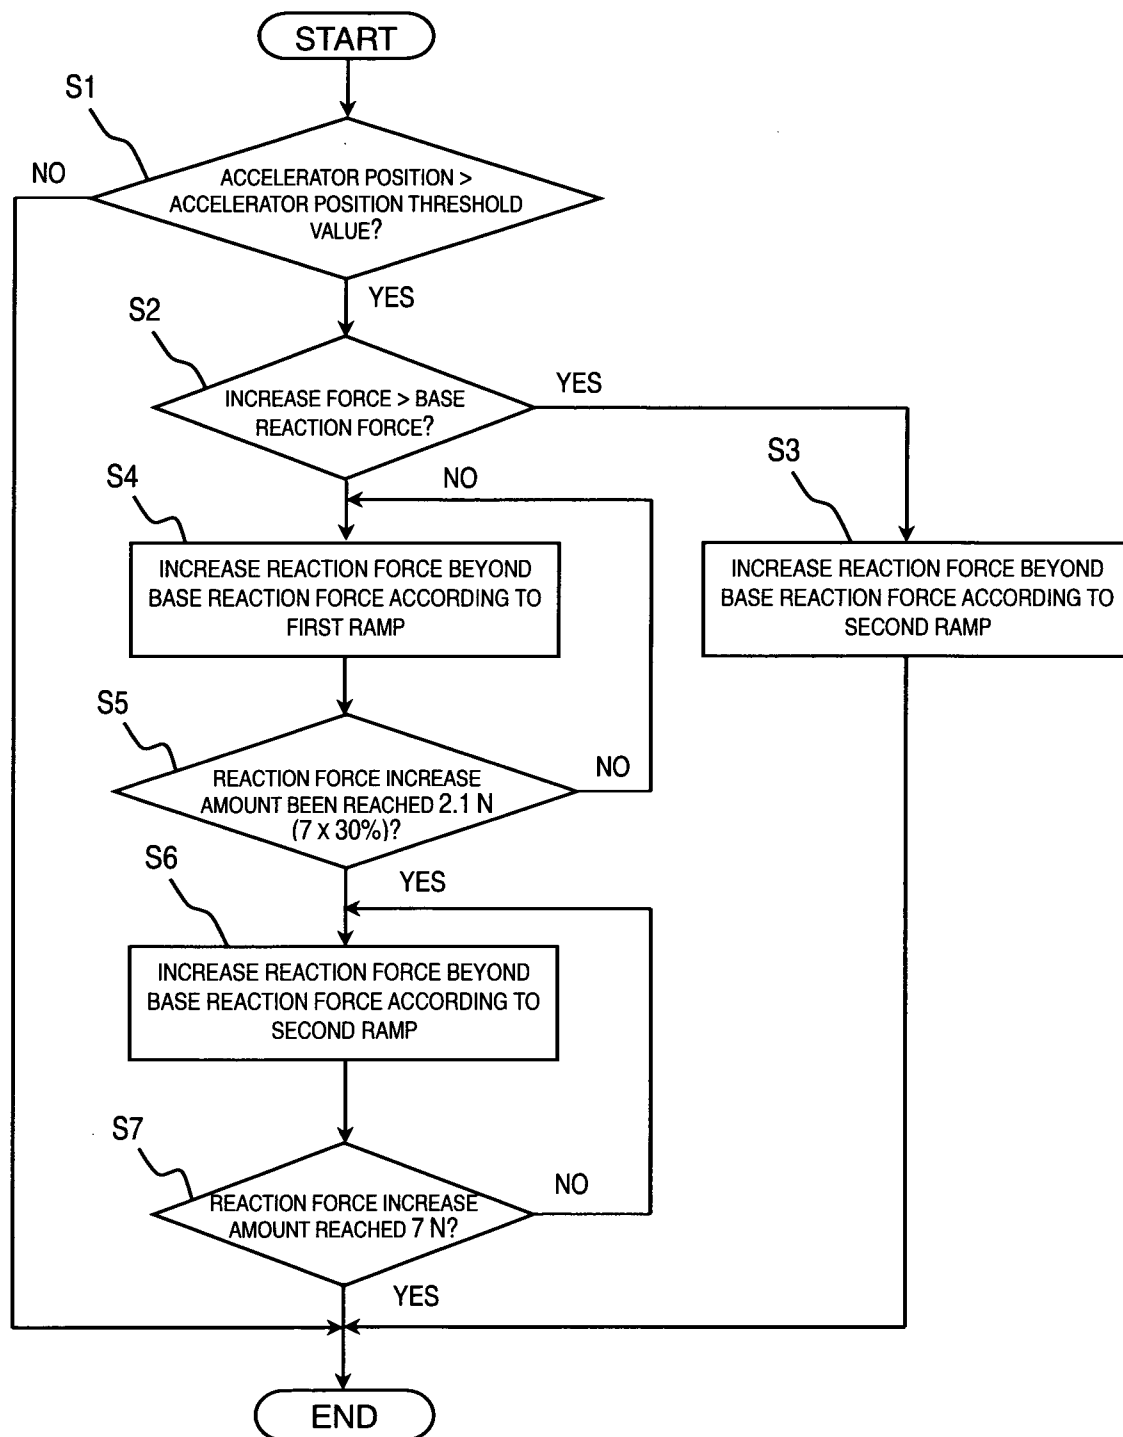 START
S1
NO
ACCELERATOR POSITION >
ACCELERATOR POSITION THRESHOLD
VALUE?
YES
S2
INCREASE FORCE > BASE
REACTION FORCE?
YES
NO
S3
S4
INCREASE REACTION FORCE BEYOND
BASE REACTION FORCE ACCORDING TO
FIRST RAMP
INCREASE REACTION FORCE BEYOND
BASE REACTION FORCE ACCORDING TO
SECOND RAMP
S5
REACTION FORCE INCREASE
AMOUNT BEEN REACHED 2.1 N
(7 x 30%)?
NO
YES
S6
INCREASE REACTION FORCE BEYOND
BASE REACTION FORCE ACCORDING TO
SECOND RAMP
S7
REACTION FORCE INCREASE
AMOUNT REACHED 7 N?
NO
YES
END